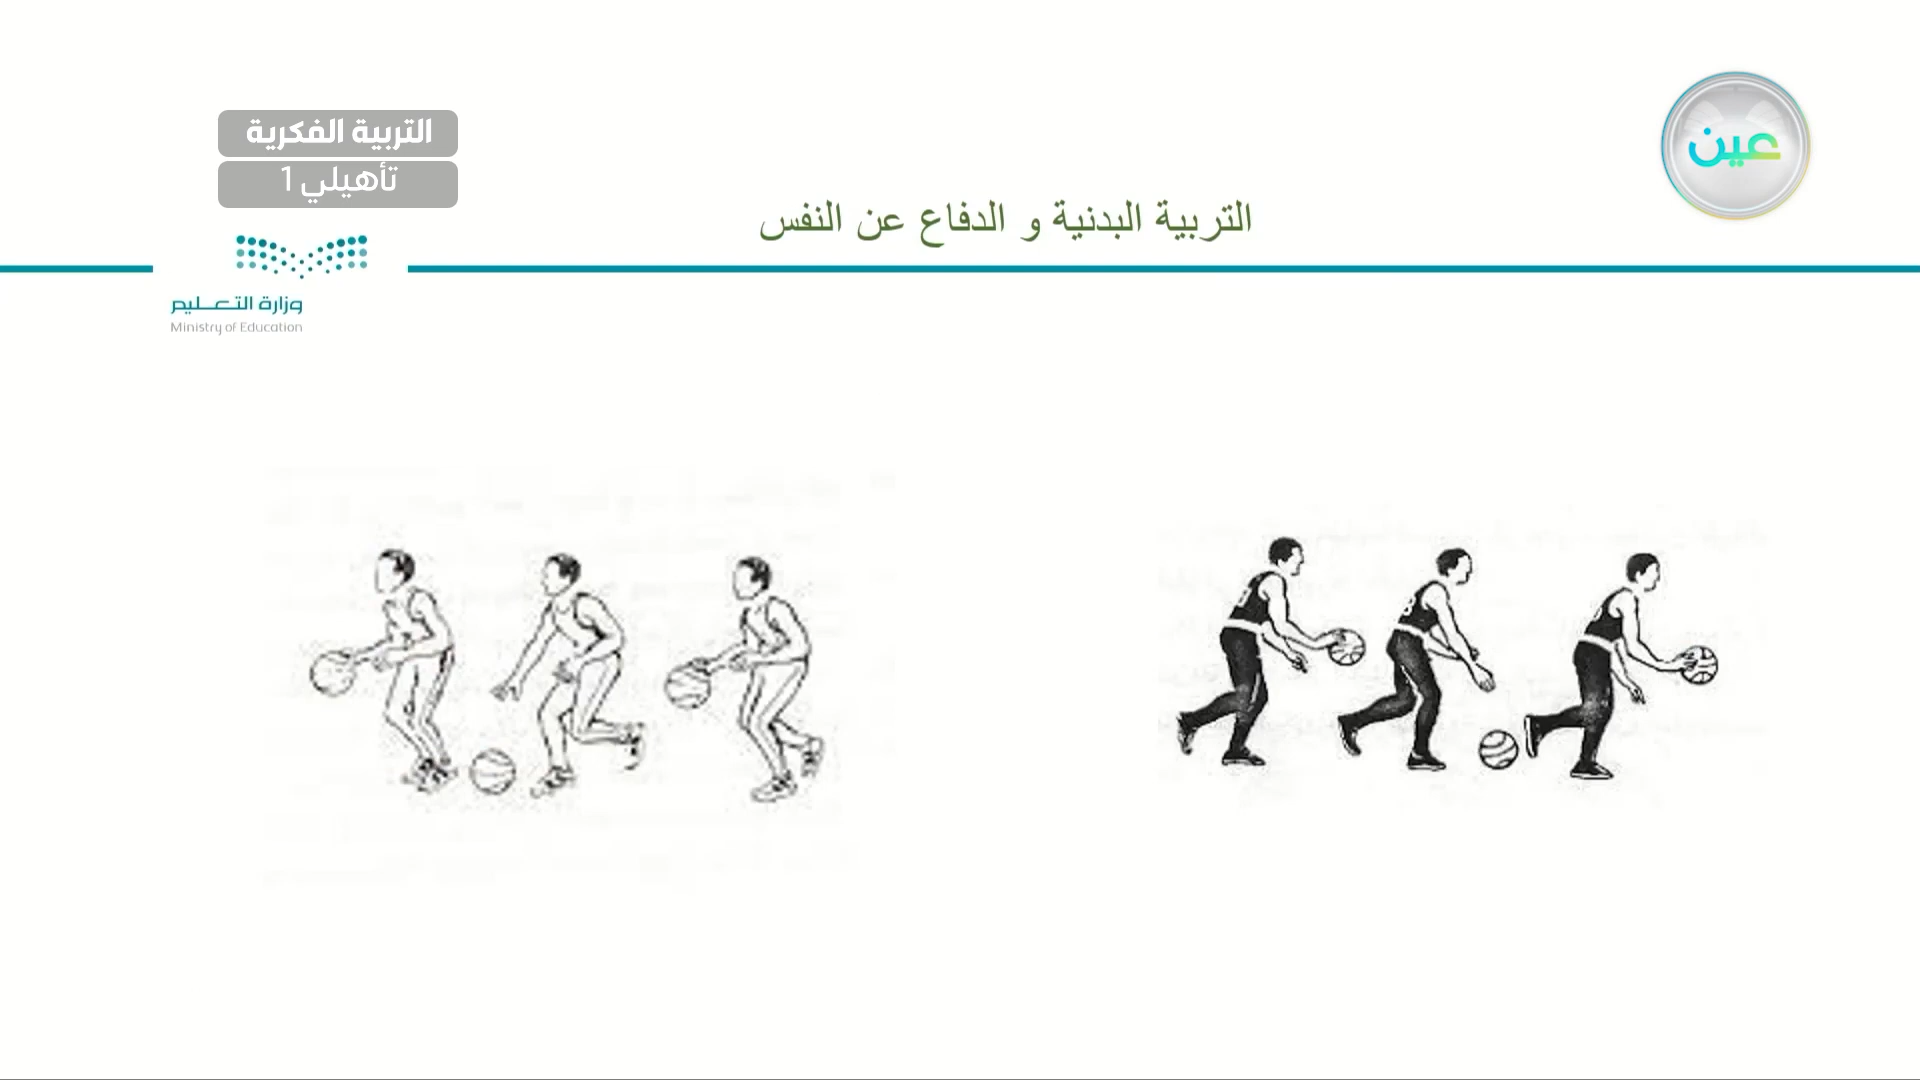 عين
التربية الفكرية
تأهيلي 1
التربية البدنية و الدفاع عن النفس
وزارة التعليم
Ministry of Education